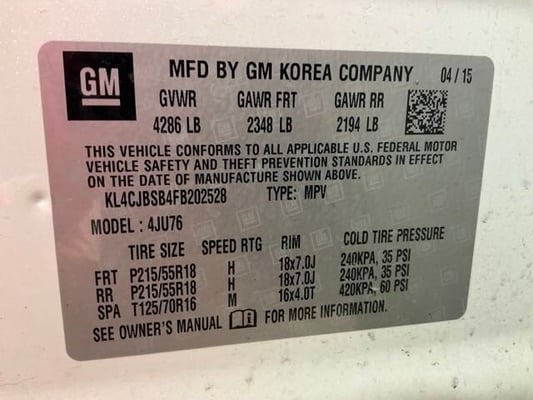 GM
MFD BY GM KOREA COMPANY 04 / 15
GVWR GAWR FRT GAWR RR
4286 LB 2348 LB 2194 LB
THIS VEHICLE CONFORMS TO ALL APPLICABLE U.S. FEDERAL MOTOR
VEHICLE SAFETY AND THEFT PREVENTION STANDARDS IN EFFECT
ON THE DATE OF MANUFACTURE SHOWN ABOVE.
KL4CJBSB4FB202528 TYPE: MPV
MODEL : 4JU76
TIRE SIZE SPEED RTG RIM COLD TIRE PRESSURE
FRT P215/55R18 H 18x7.0J 240KPA, 35 PSI
RR P215/55R18 H 18x7.0J 240KPA, 35 PSI
SPA T125/70R16 M 16x4.0T 420KPA, 60 PSI
SEE OWNER'S MANUAL FOR MORE INFORMATION.